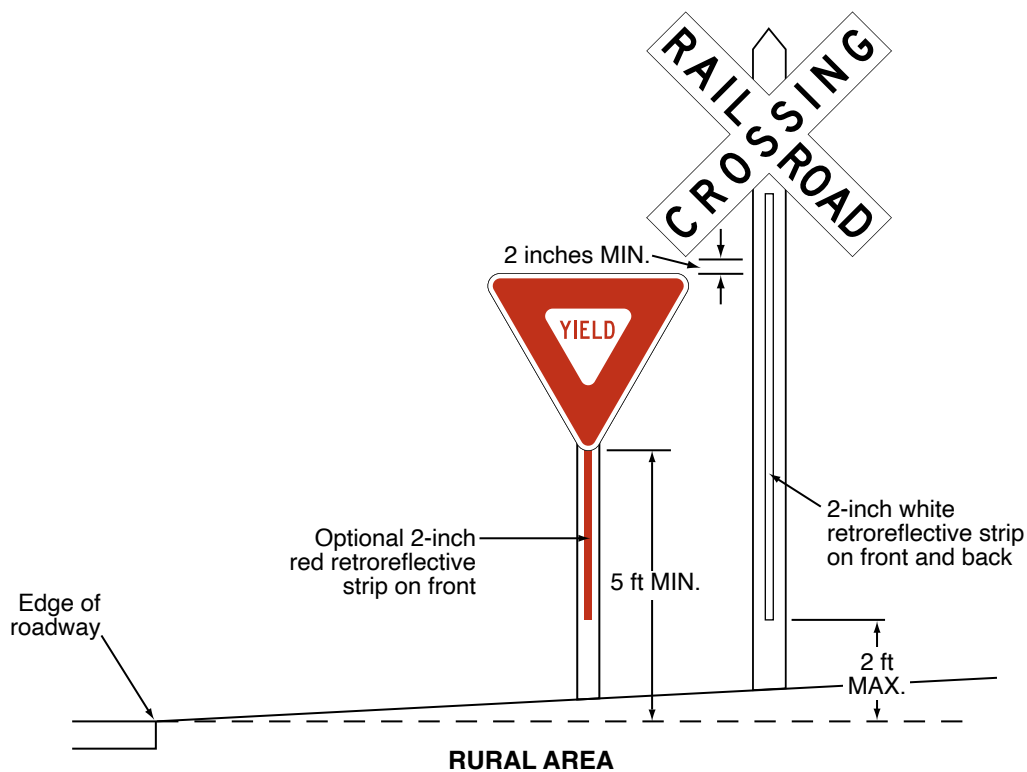 RAILROAD
CROSSING
2 inches MIN.
YIELD
2-inch white
retroreflective strip
on front and back
Optional 2-inch
red retroreflective
strip on front
5 ft MIN.
Edge of
roadway
2 ft
MAX.
RURAL AREA